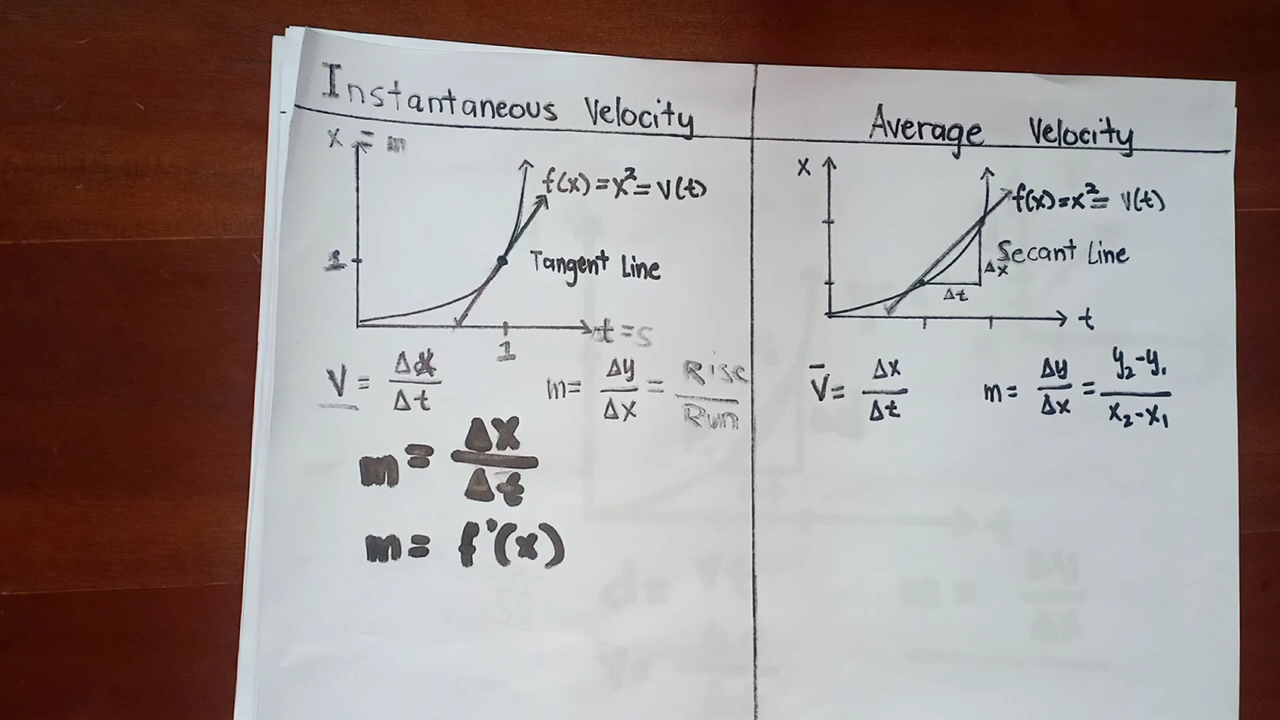 Instantaneous Velocity
x = m
f(x) = x² = v(t)
1
Tangent Line
t = s
1
V = Δx/Δt
m = Δy/Δx = Rise/Run
m = Δx/Δt
m = f'(x)
Average Velocity
x
f(x) = x² = v(t)
Secant Line
Δx
Δt
t
V̄ = Δx/Δt
m = Δy/Δx = y₂-y₁/x₂-x₁